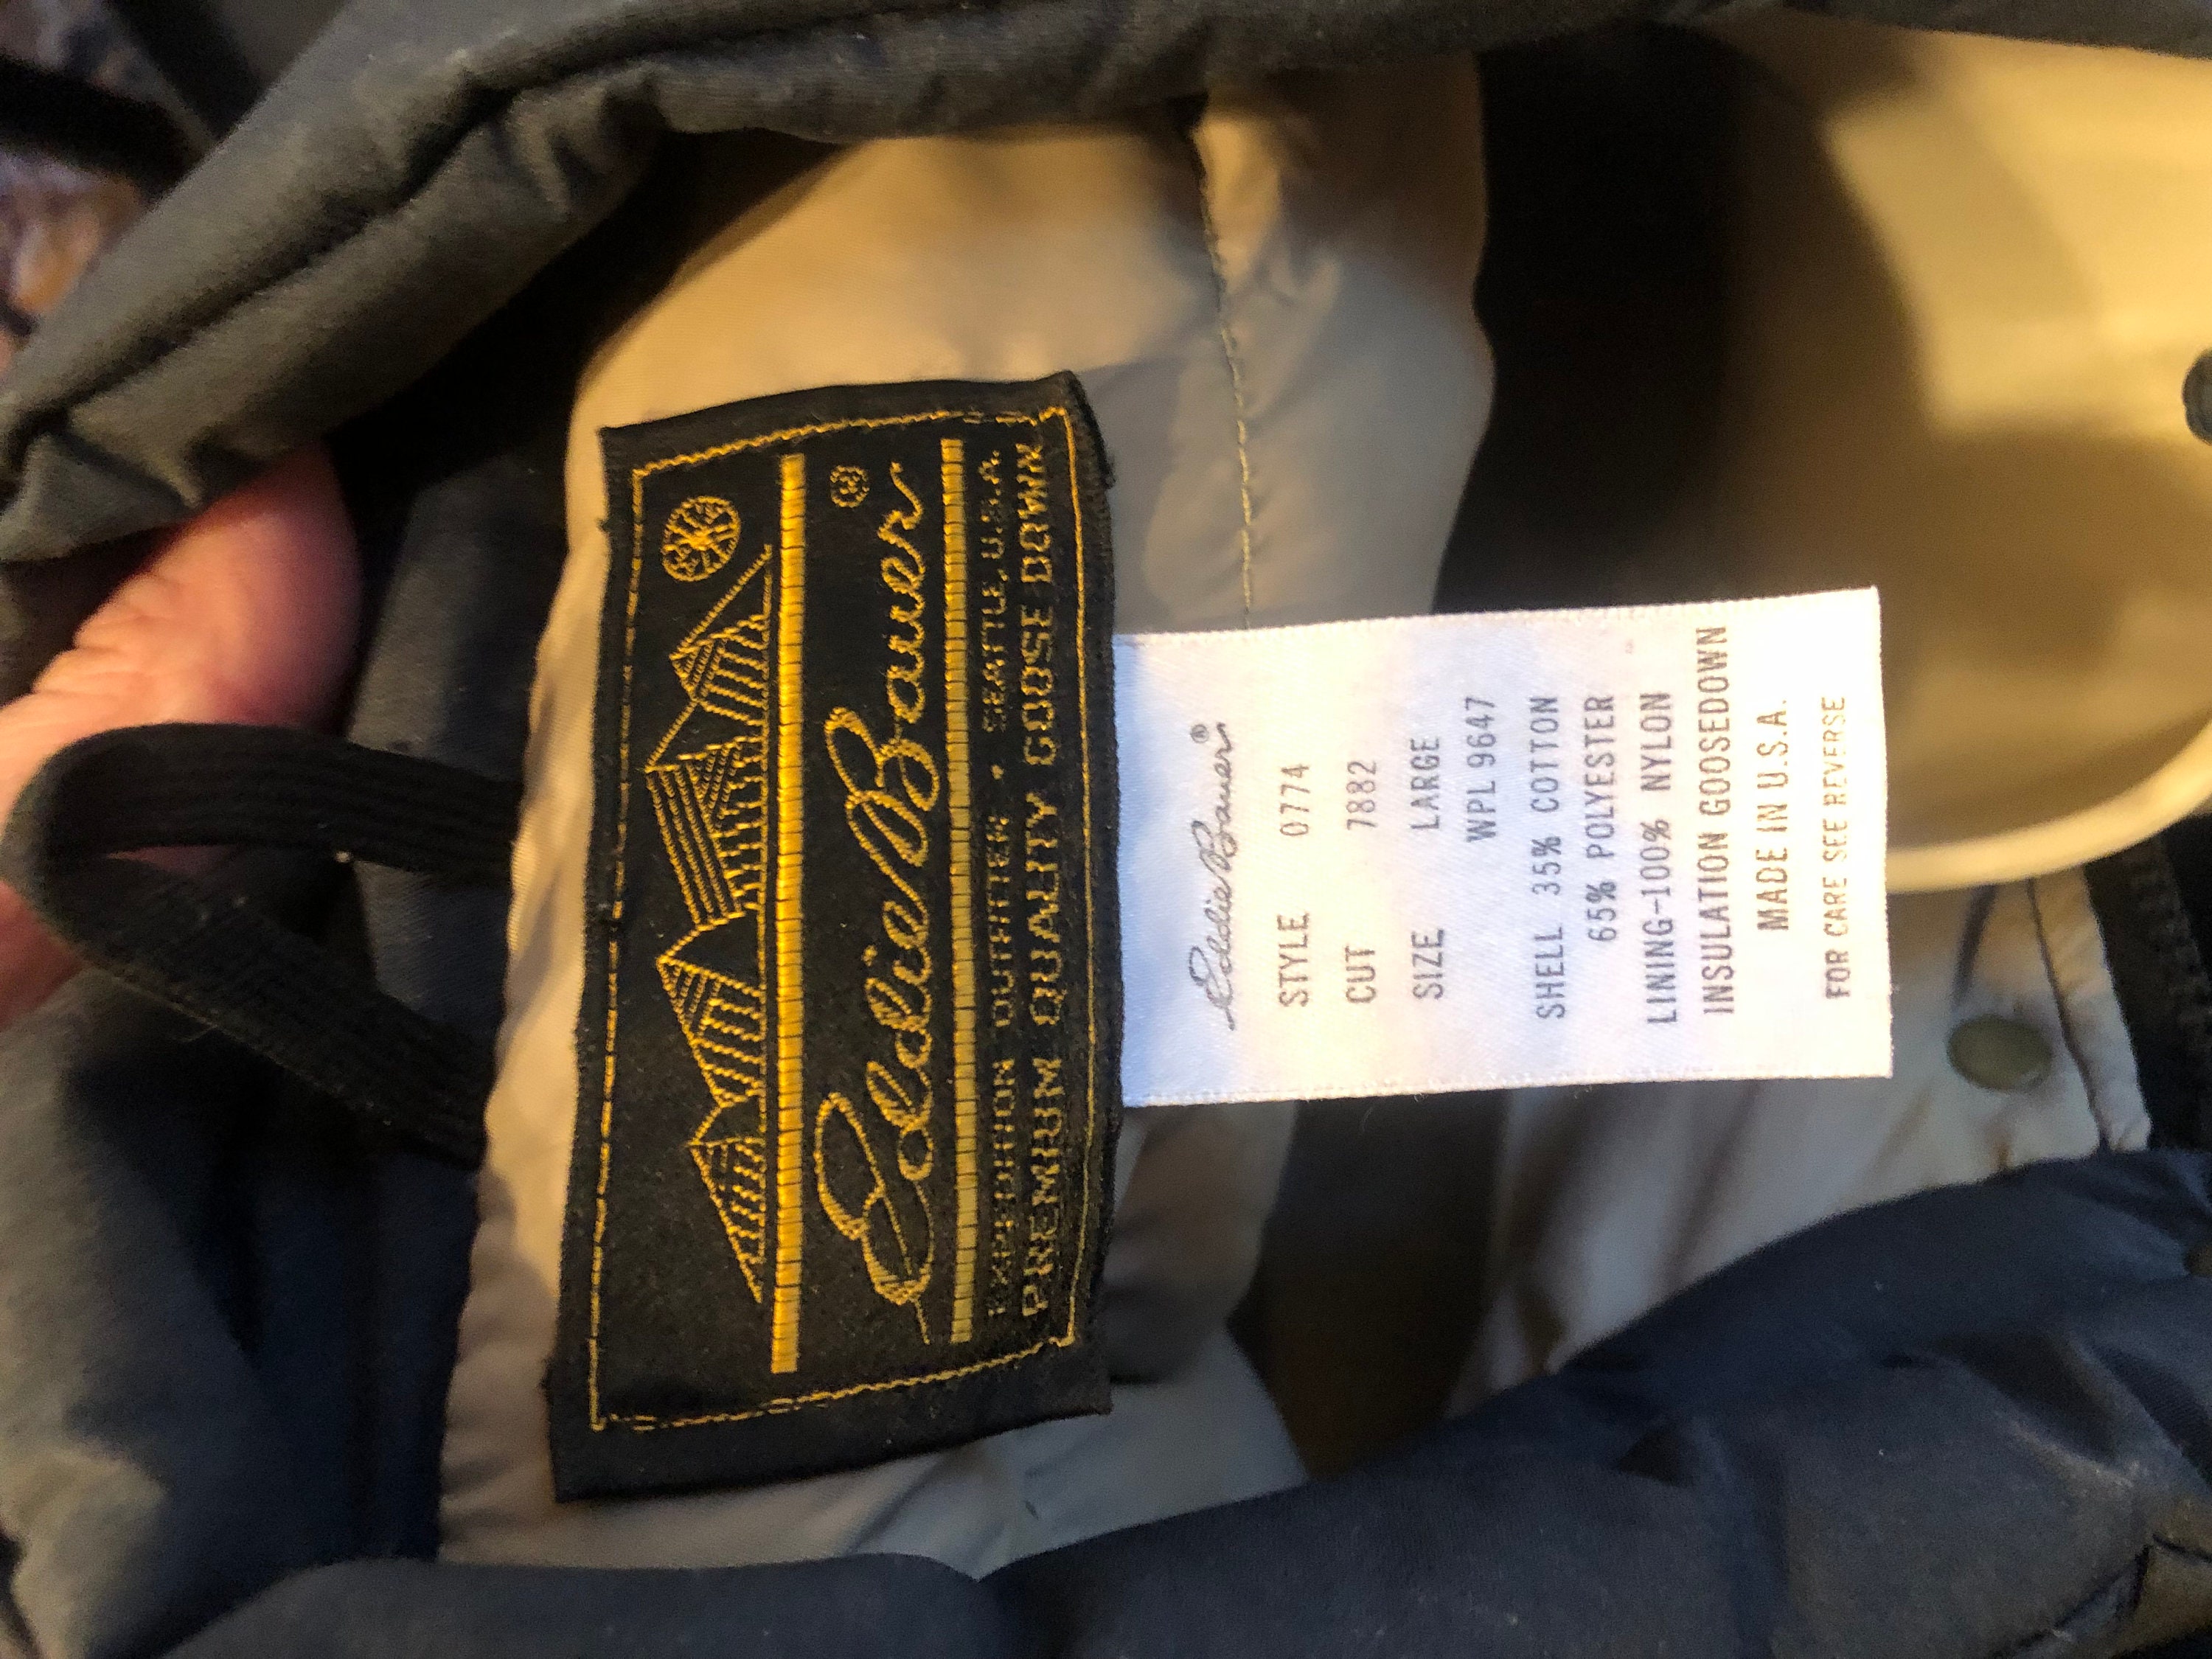 Eddie Bauer®
EXPEDITION OUTFITTER • SEATTLE, U.S.A.
PREMIUM QUALITY GOOSE DOWN
Eddie Bauer®
STYLE 0774
CUT 7882
SIZE LARGE
WPL 9647
SHELL 35% COTTON
65% POLYESTER
LINING-100% NYLON
INSULATION GOOSEDOWN
MADE IN U.S.A.
FOR CARE SEE REVERSE